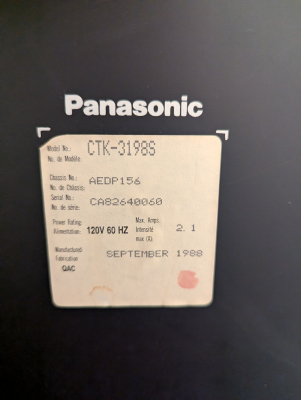 Panasonic
Model No.: CTK-3198S
No. de Modèle:
Chassis No.: AEDP156
No. de Châssis:
Serial No.: CA82640060
No. de série:
Power Rating Max. Amps.
Alimentation: 120V 60 HZ Intensité 2.1
max (A).
Manufactured SEPTEMBER 1988
Fabrication
QAC